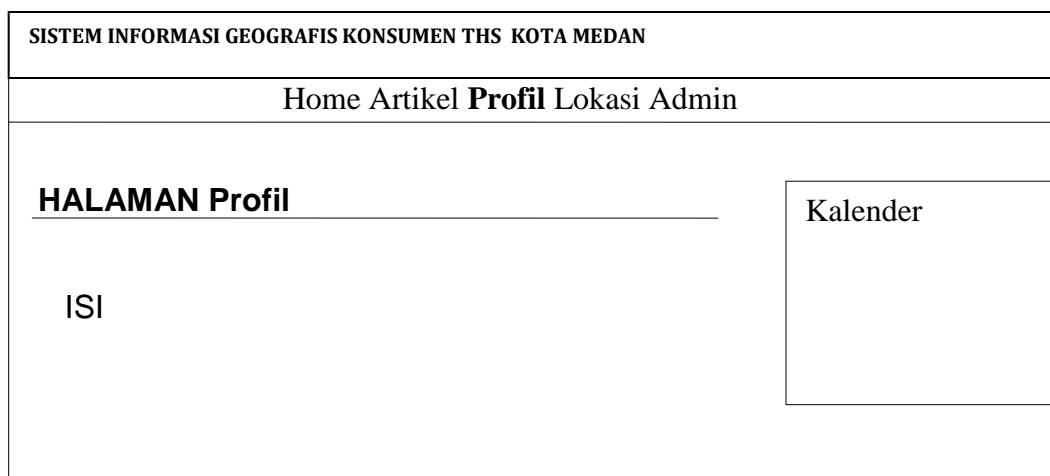 SISTEM INFORMASI GEOGRAFIS KONSUMEN THS KOTA MEDAN
Home Artikel Profil Lokasi Admin
HALAMAN Profil
Kalender
ISI